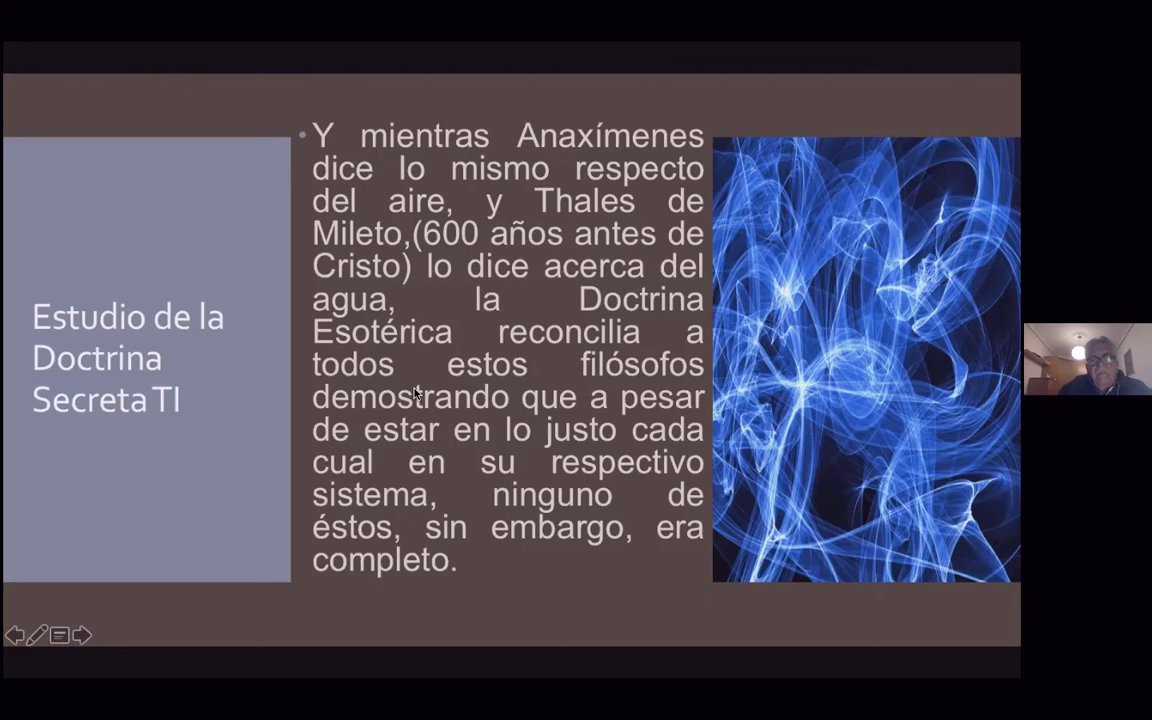 Estudio de la
Doctrina
Secreta TI
• Y mientras Anaxímenes
dice lo mismo respecto
del aire, y Thales de
Mileto,(600 años antes de
Cristo) lo dice acerca del
agua, la Doctrina
Esotérica reconcilia a
todos estos filósofos
demostrando que a pesar
de estar en lo justo cada
cual en su respectivo
sistema, ninguno de
éstos, sin embargo, era
completo.